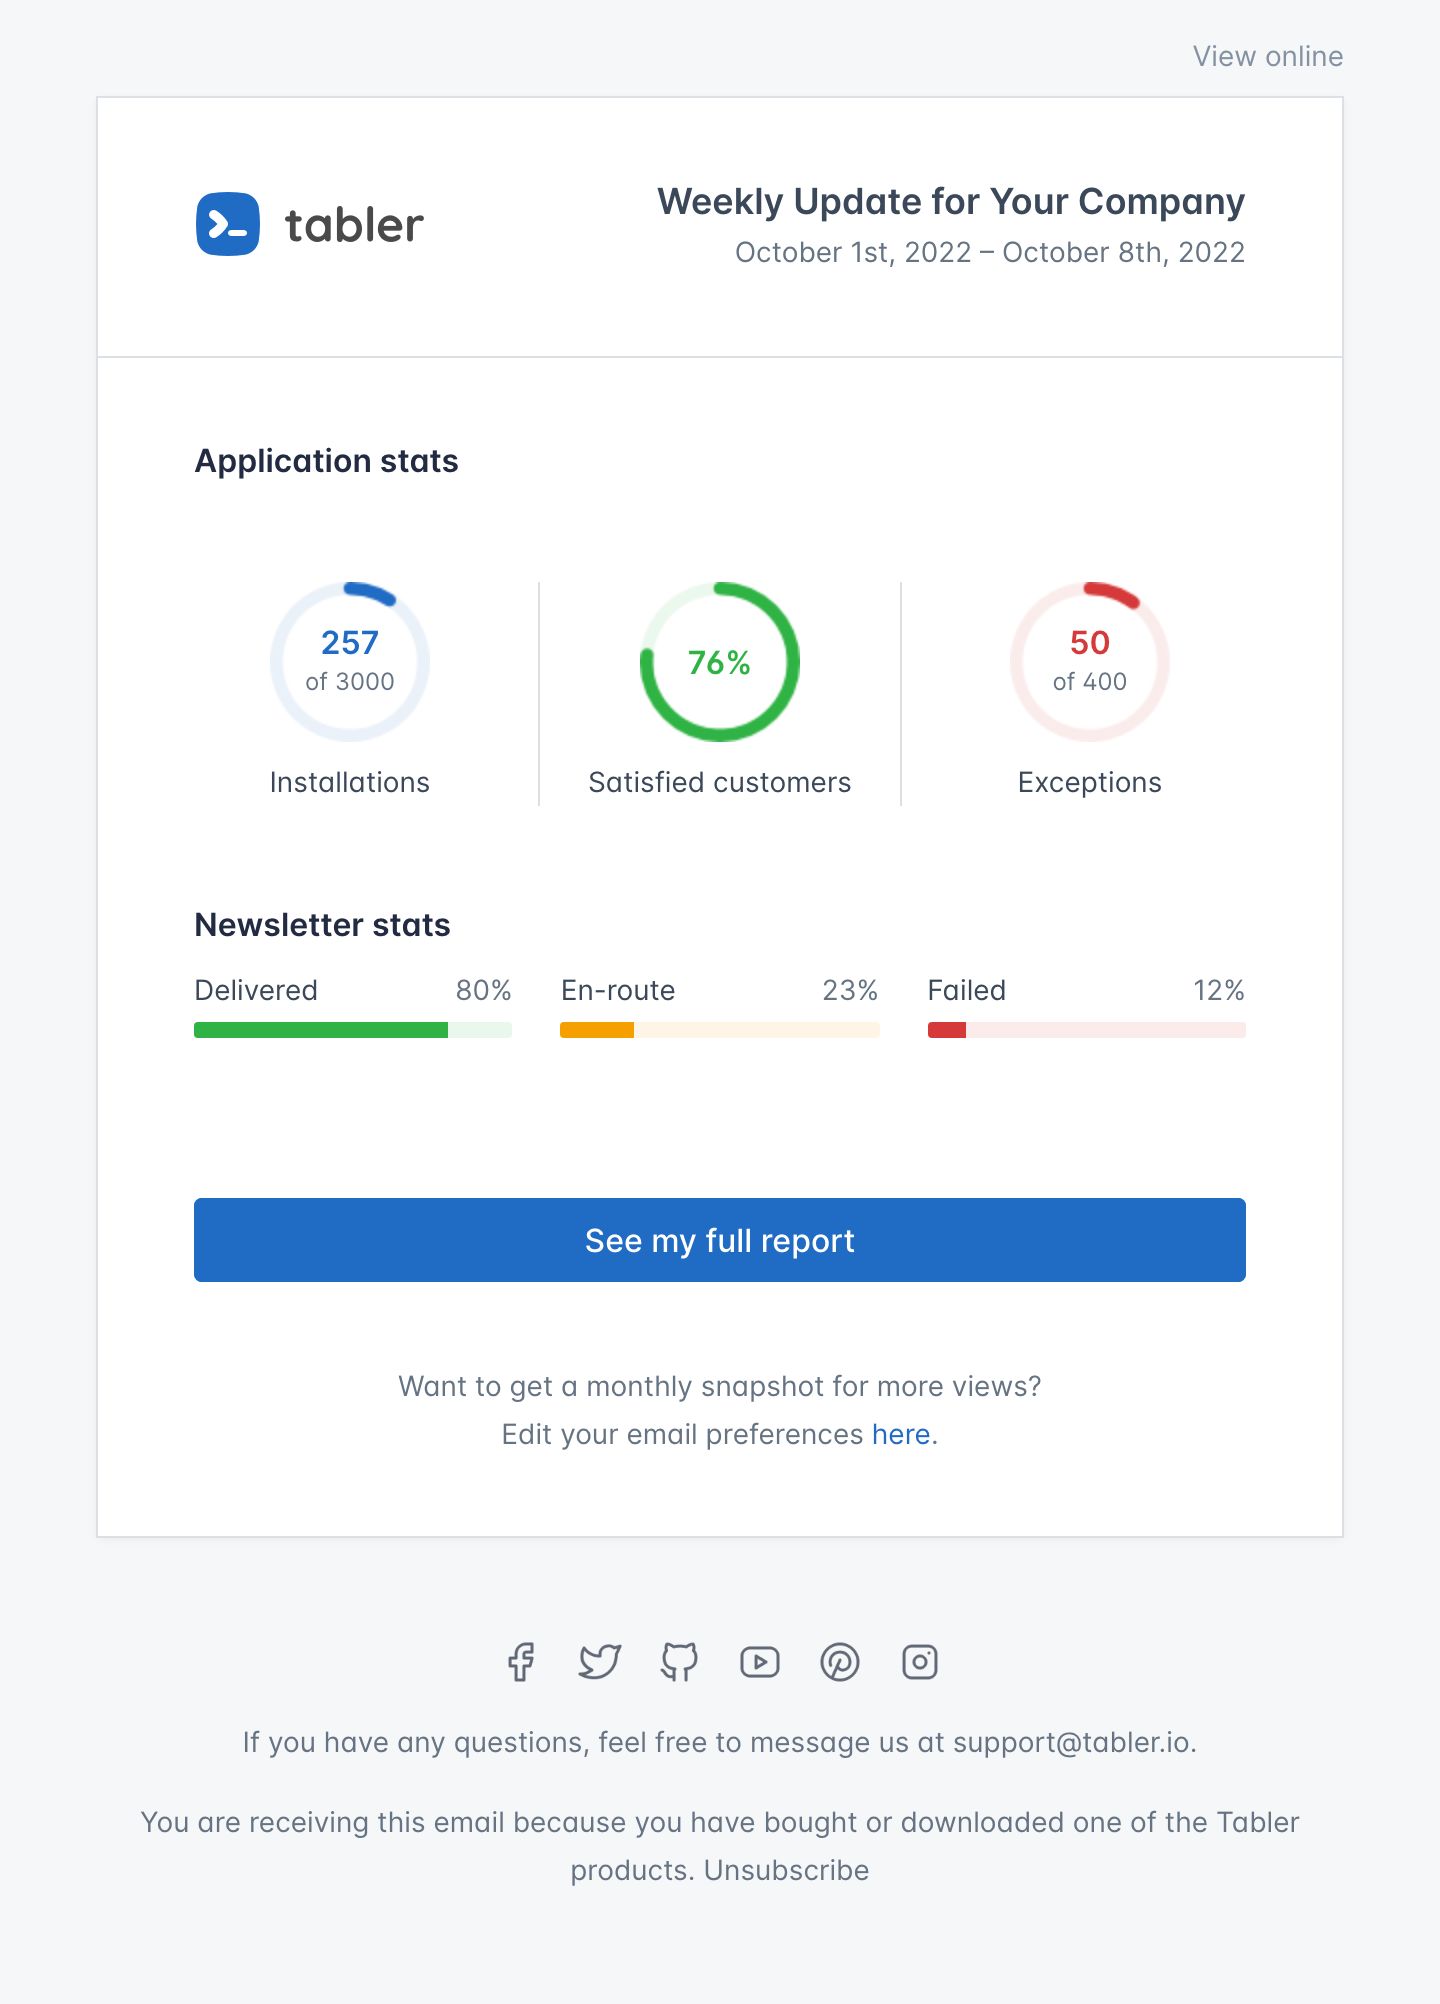 View online
tabler
Weekly Update for Your Company
October 1st, 2022 – October 8th, 2022
Application stats
257
of 3000
Installations
76%
Satisfied customers
50
of 400
Exceptions
Newsletter stats
Delivered 80%
En-route 23%
Failed 12%
See my full report
Want to get a monthly snapshot for more views?
Edit your email preferences here.
If you have any questions, feel free to message us at support@tabler.io.
You are receiving this email because you have bought or downloaded one of the Tabler
products. Unsubscribe